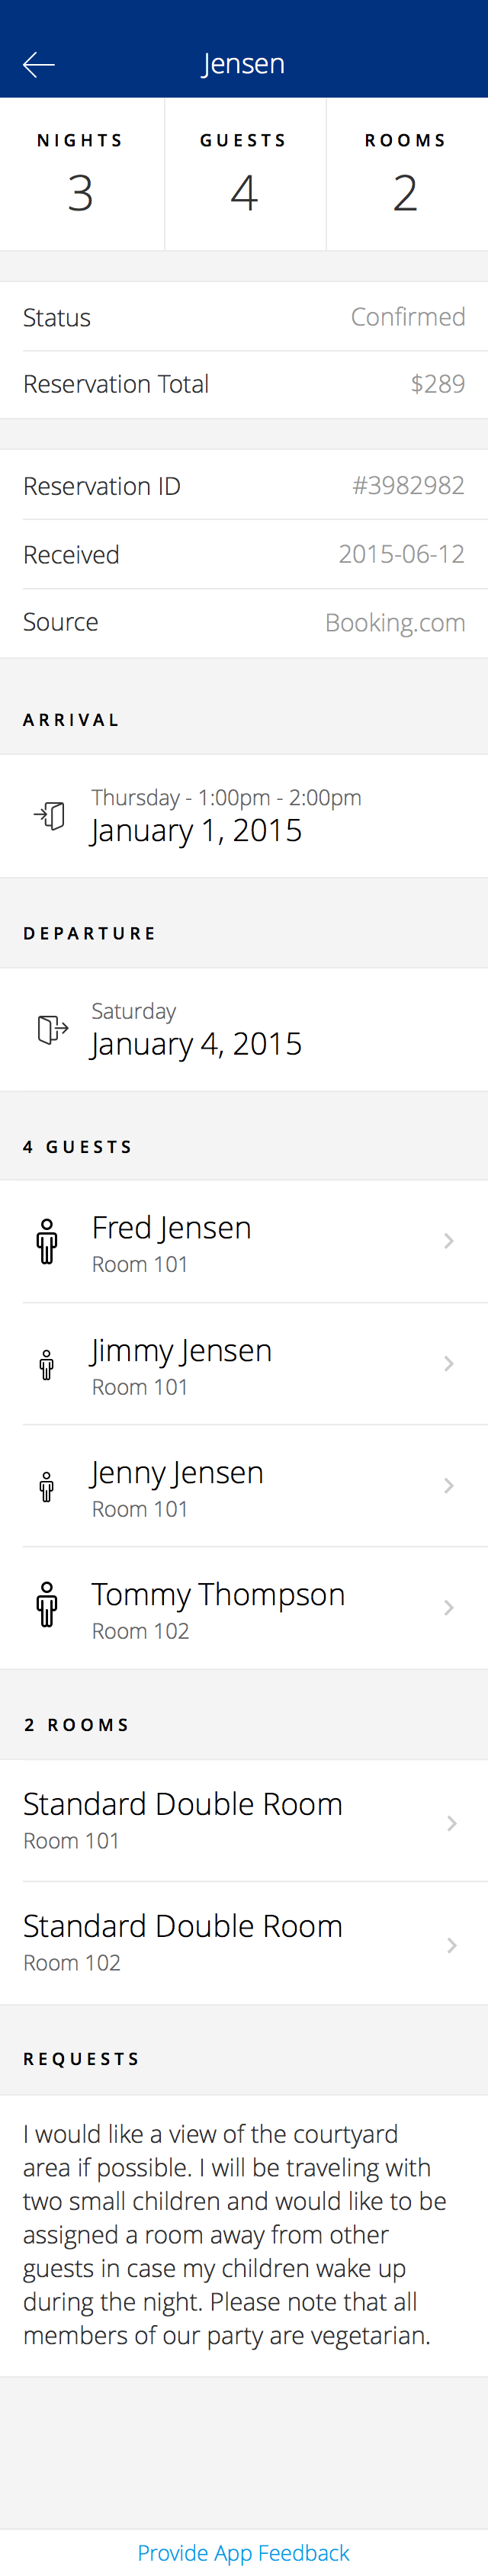 Jensen
NIGHTS GUESTS ROOMS
3 4 2
Status Confirmed
Reservation Total $289
Reservation ID #3982982
Received 2015-06-12
Source Booking.com
ARRIVAL
Thursday - 1:00pm - 2:00pm
January 1, 2015
DEPARTURE
Saturday
January 4, 2015
4 GUESTS
Fred Jensen
Room 101
Jimmy Jensen
Room 101
Jenny Jensen
Room 101
Tommy Thompson
Room 102
2 ROOMS
Standard Double Room
Room 101
Standard Double Room
Room 102
REQUESTS
I would like a view of the courtyard
area if possible. I will be traveling with
two small children and would like to be
assigned a room away from other
guests in case my children wake up
during the night. Please note that all
members of our party are vegetarian.
Provide App Feedback